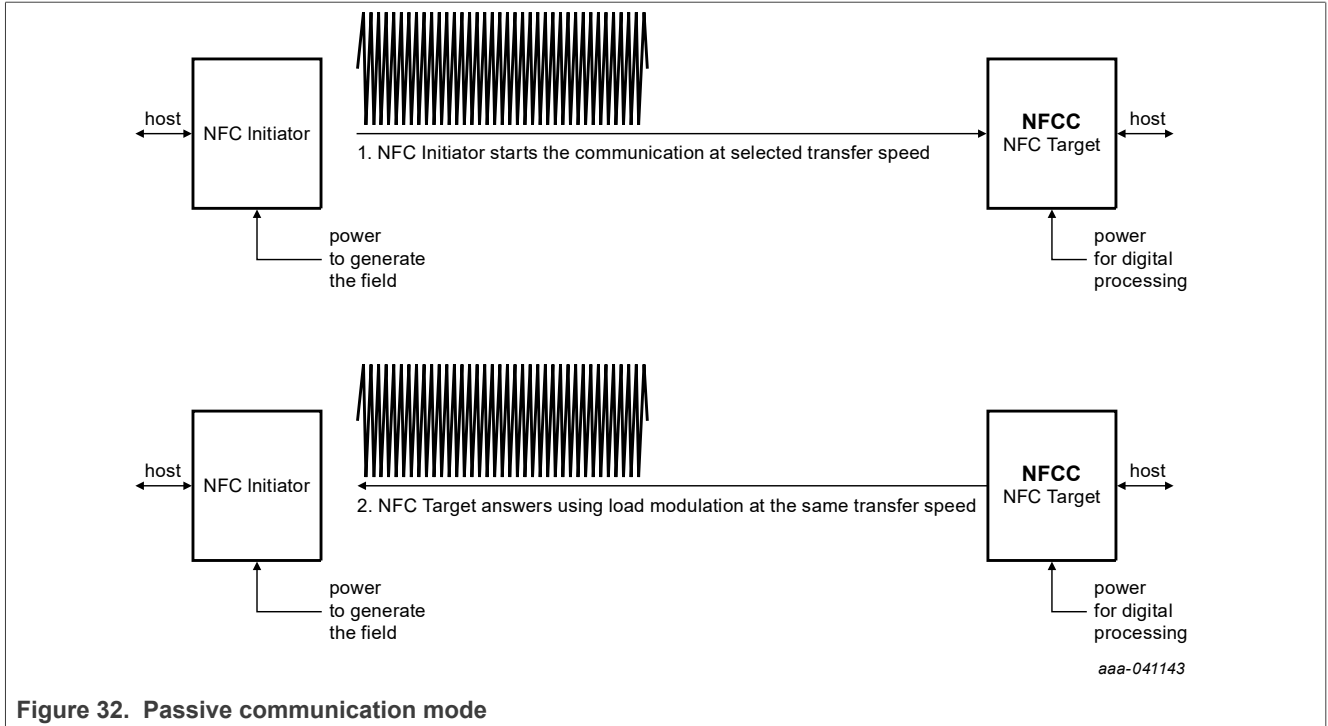 host
NFC Initiator
1. NFC Initiator starts the communication at selected transfer speed
NFCC
NFC Target
host
power
to generate
the field
power
for digital
processing
host
NFC Initiator
2. NFC Target answers using load modulation at the same transfer speed
NFCC
NFC Target
host
power
to generate
the field
power
for digital
processing
aaa-041143
Figure 32. Passive communication mode